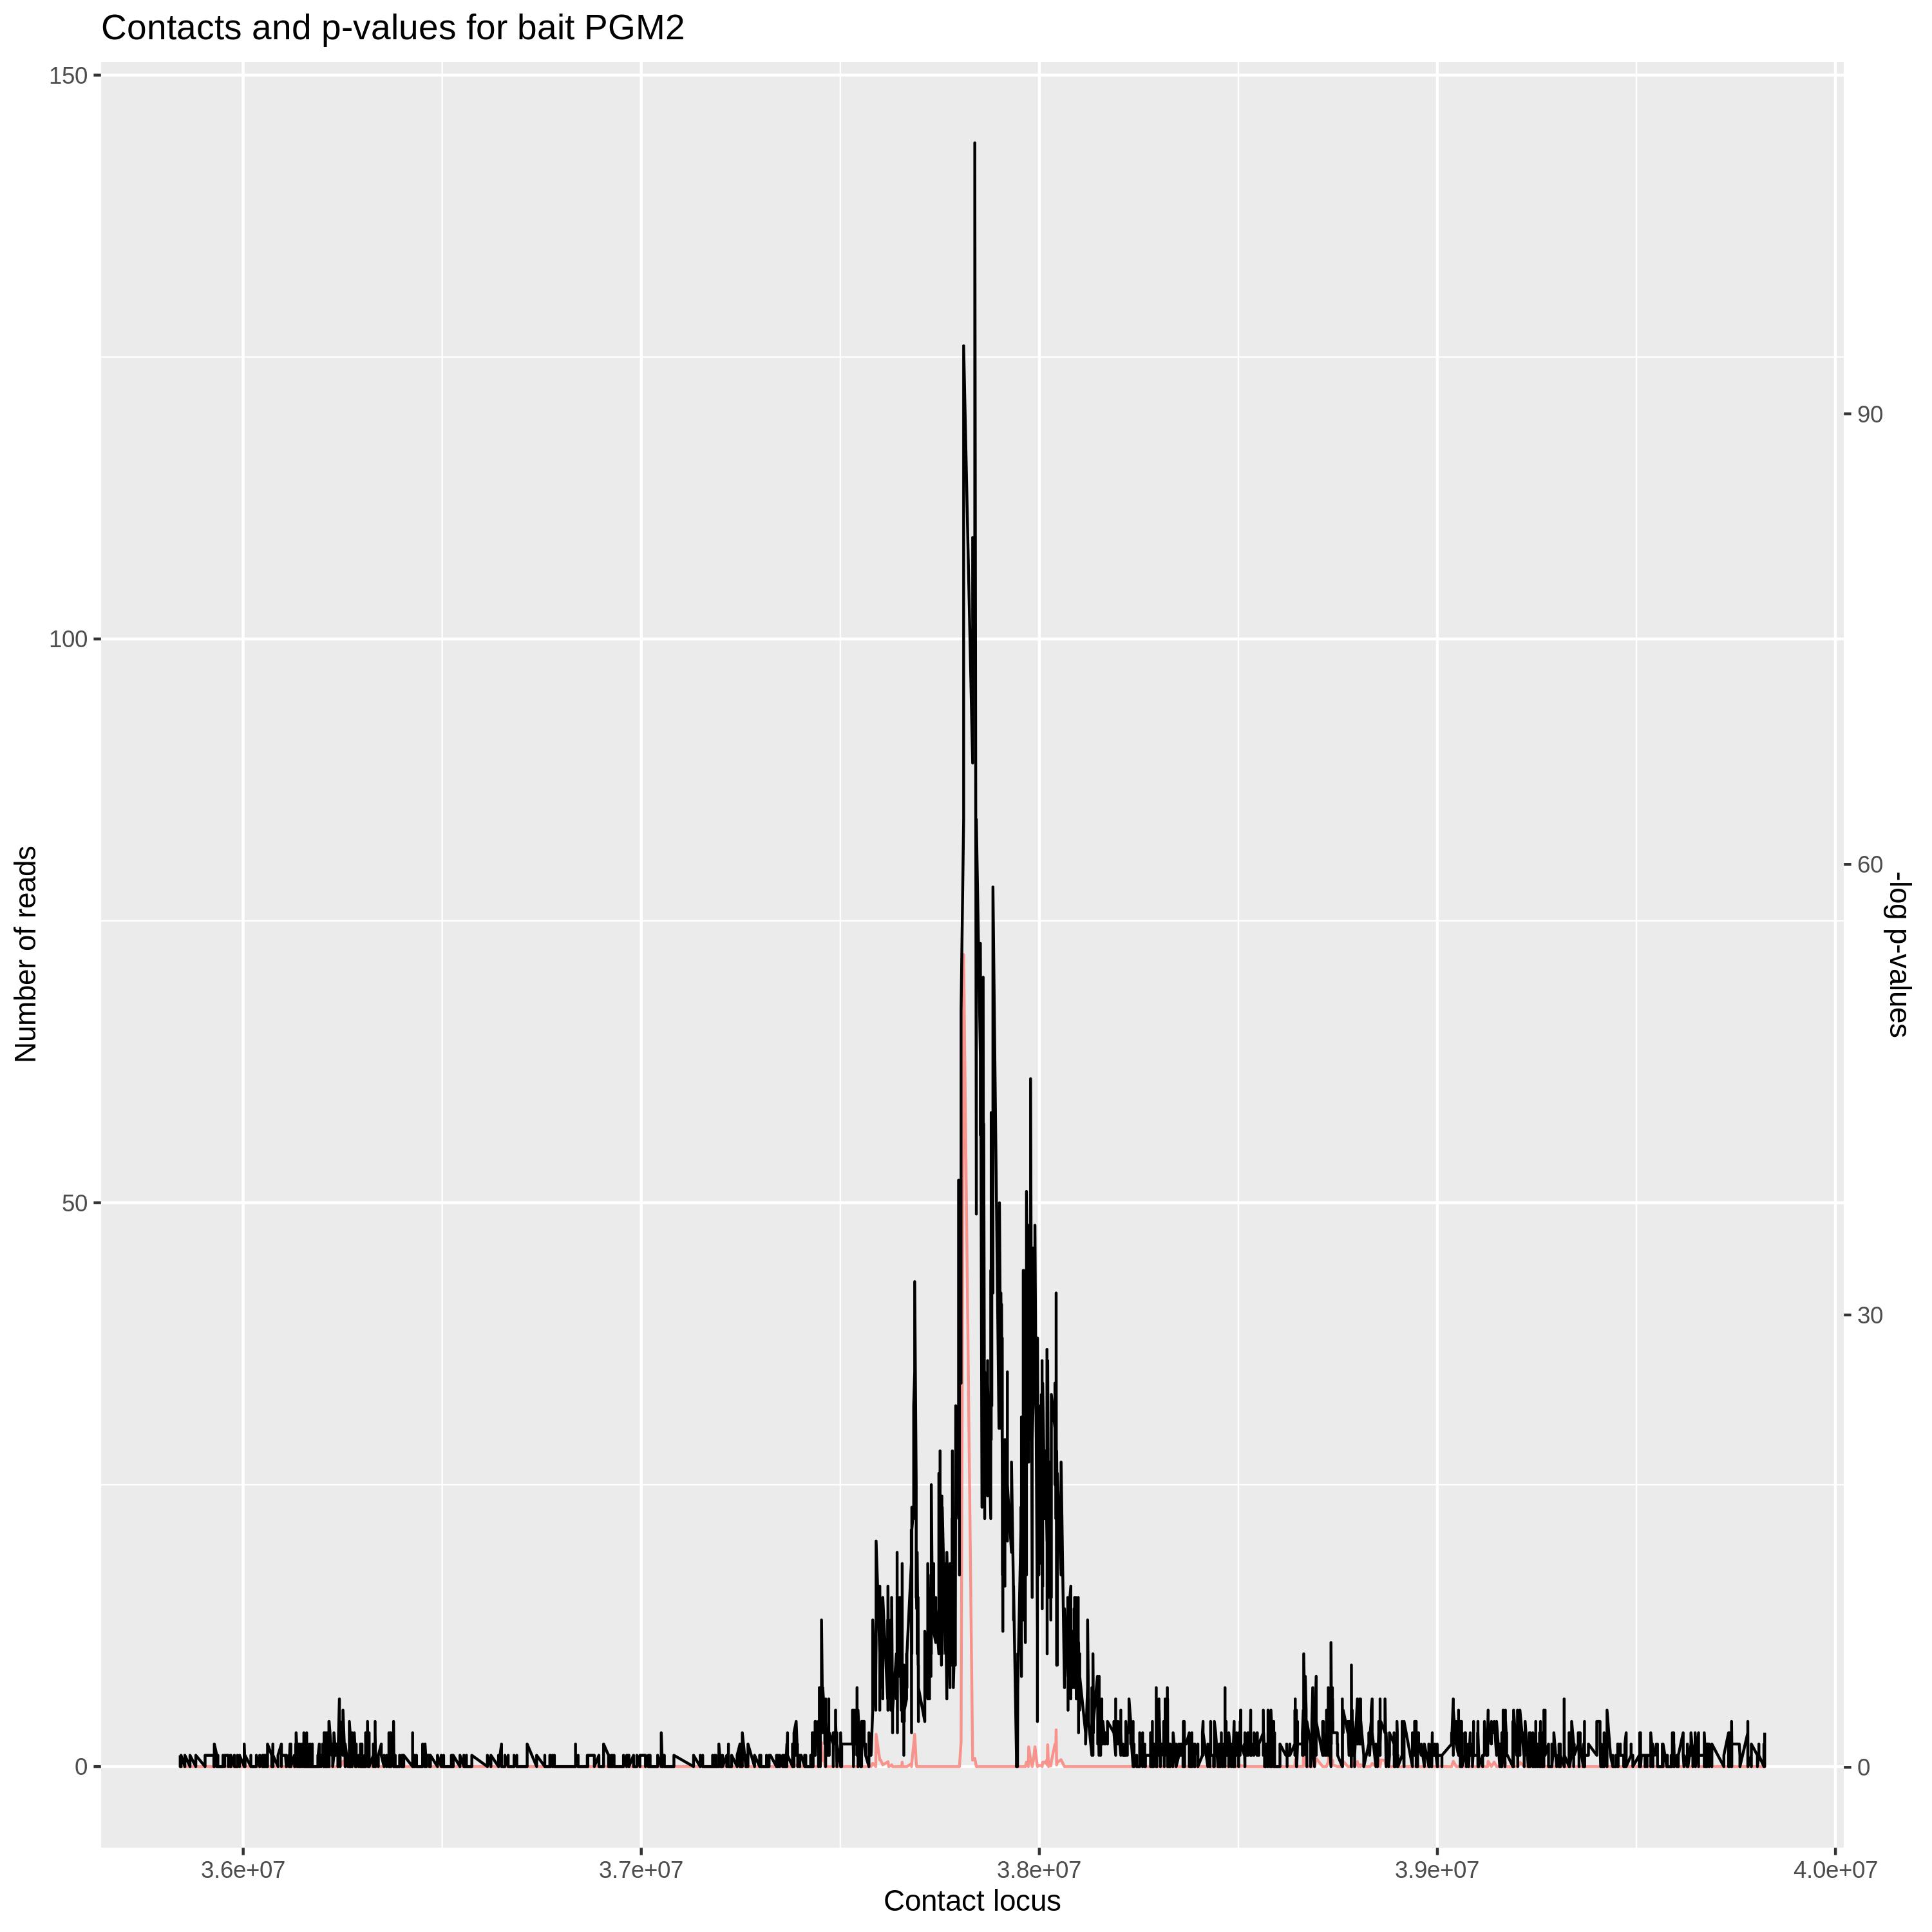 Contacts and p-values for bait PGM2
150
100
50
0
Number of reads
90
60
30
0
-log p-values
3.6e+07
3.7e+07
3.8e+07
3.9e+07
4.0e+07
Contact locus